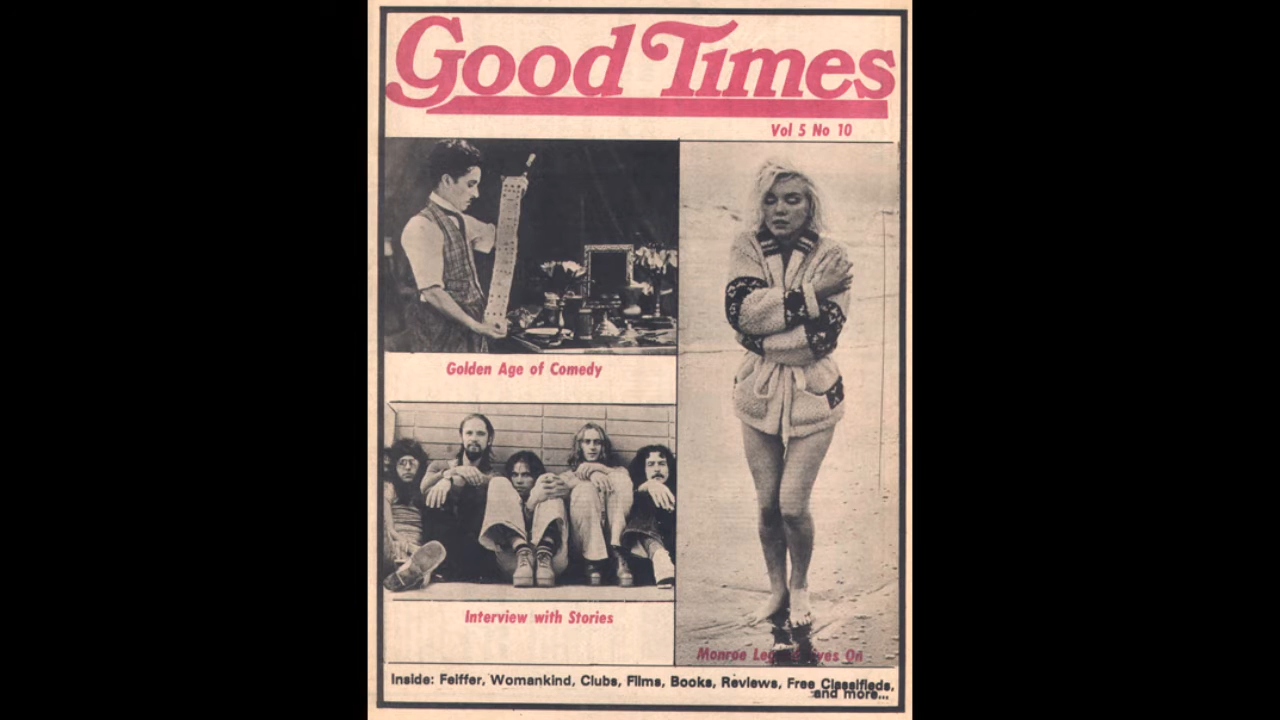 Good Times
Vol 5 No 10
Golden Age of Comedy
Interview with Stories
Monroe Lives On
Inside: Feiffer, Womankind, Clubs, Films, Books, Reviews, Free Classifieds,
and more...